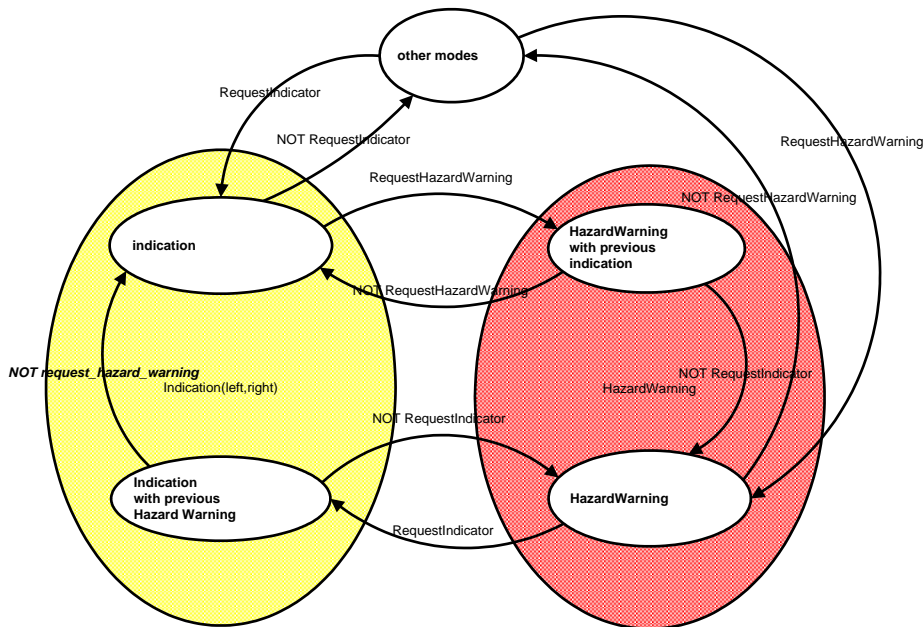 other modes
RequestIndicator
NOT RequestIndicator
RequestHazardWarning
RequestHazardWarning
NOT RequestHazardWarning
indication
HazardWarning
with previous
indication
NOT RequestHazardWarning
NOT request_hazard_warning
Indication(left,right)
NOT RequestIndicator
HazardWarning
NOT RequestIndicator
Indication
with previous
Hazard Warning
HazardWarning
RequestIndicator